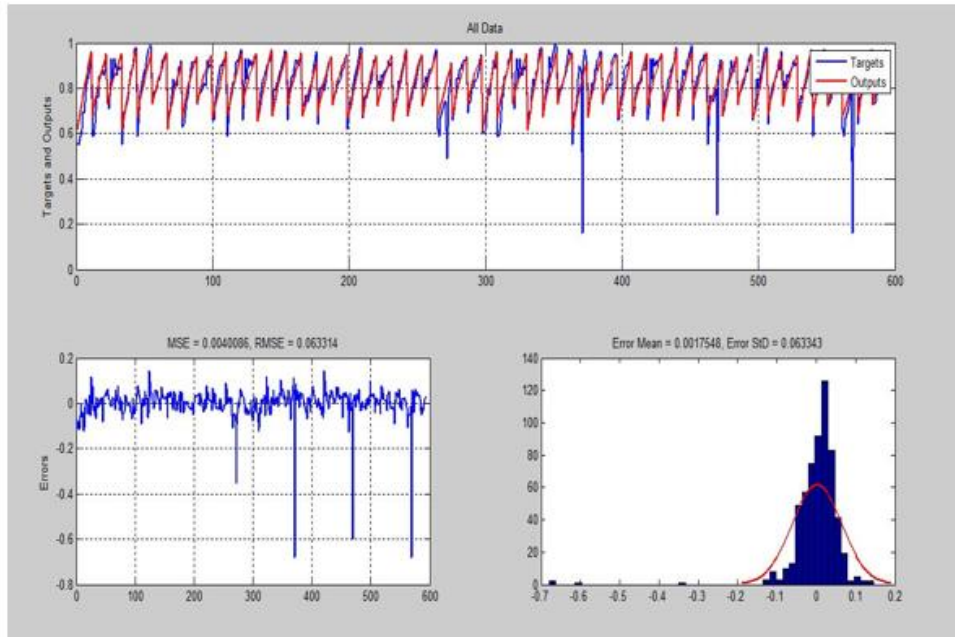 All Data
Targets and Outputs
1
0.8
0.6
0.4
0.2
0
0 100 200 300 400 500 600
Targets
Outputs
MSE = 0.0040086, RMSE = 0.063314
Errors
0.2
0
-0.2
-0.4
-0.6
-0.8
0 100 200 300 400 500 600
Error Mean = 0.0017548, Error StD = 0.063343
140
120
100
80
60
40
20
0
-0.7 -0.6 -0.5 -0.4 -0.3 -0.2 -0.1 0 0.1 0.2